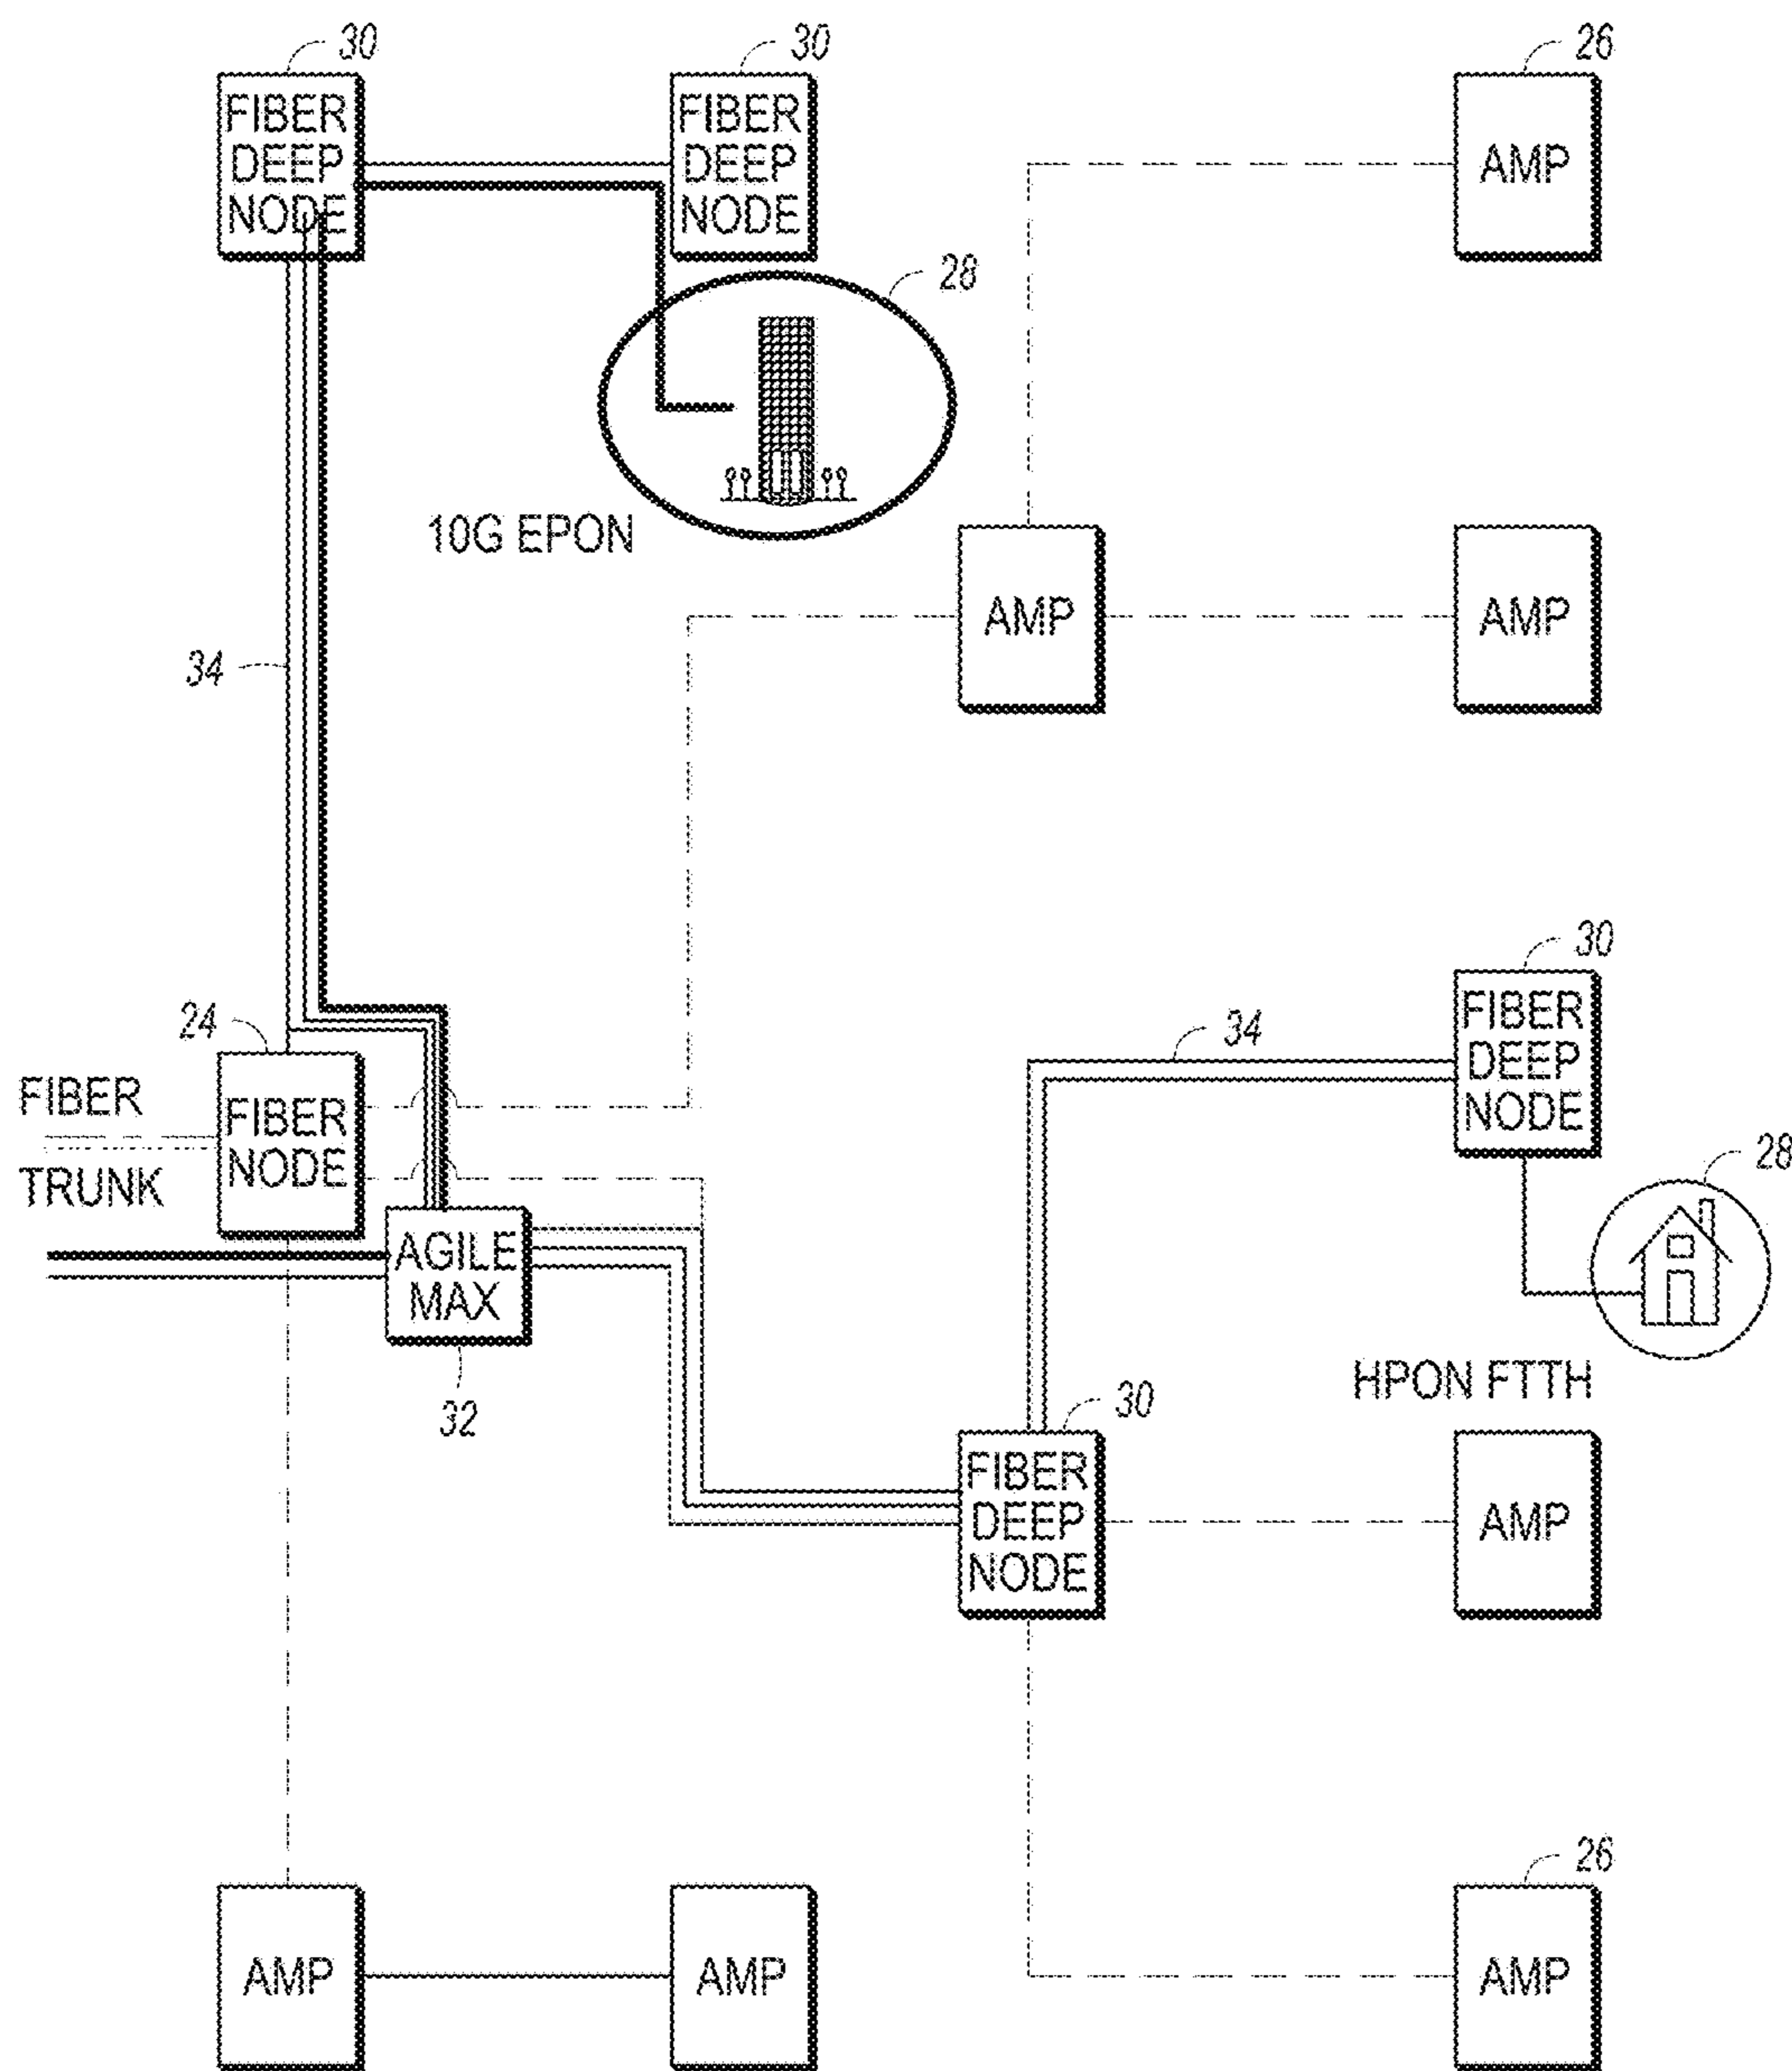 30
30
26
FIBER
DEEP
NODE
FIBER
DEEP
NODE
AMP
28
10G EPON
AMP
AMP
34
30
FIBER
DEEP
NODE
24
34
FIBER
TRUNK
FIBER
NODE
28
AGILE
MAX
32
HPON FTTH
30
FIBER
DEEP
NODE
AMP
26
AMP
AMP
AMP